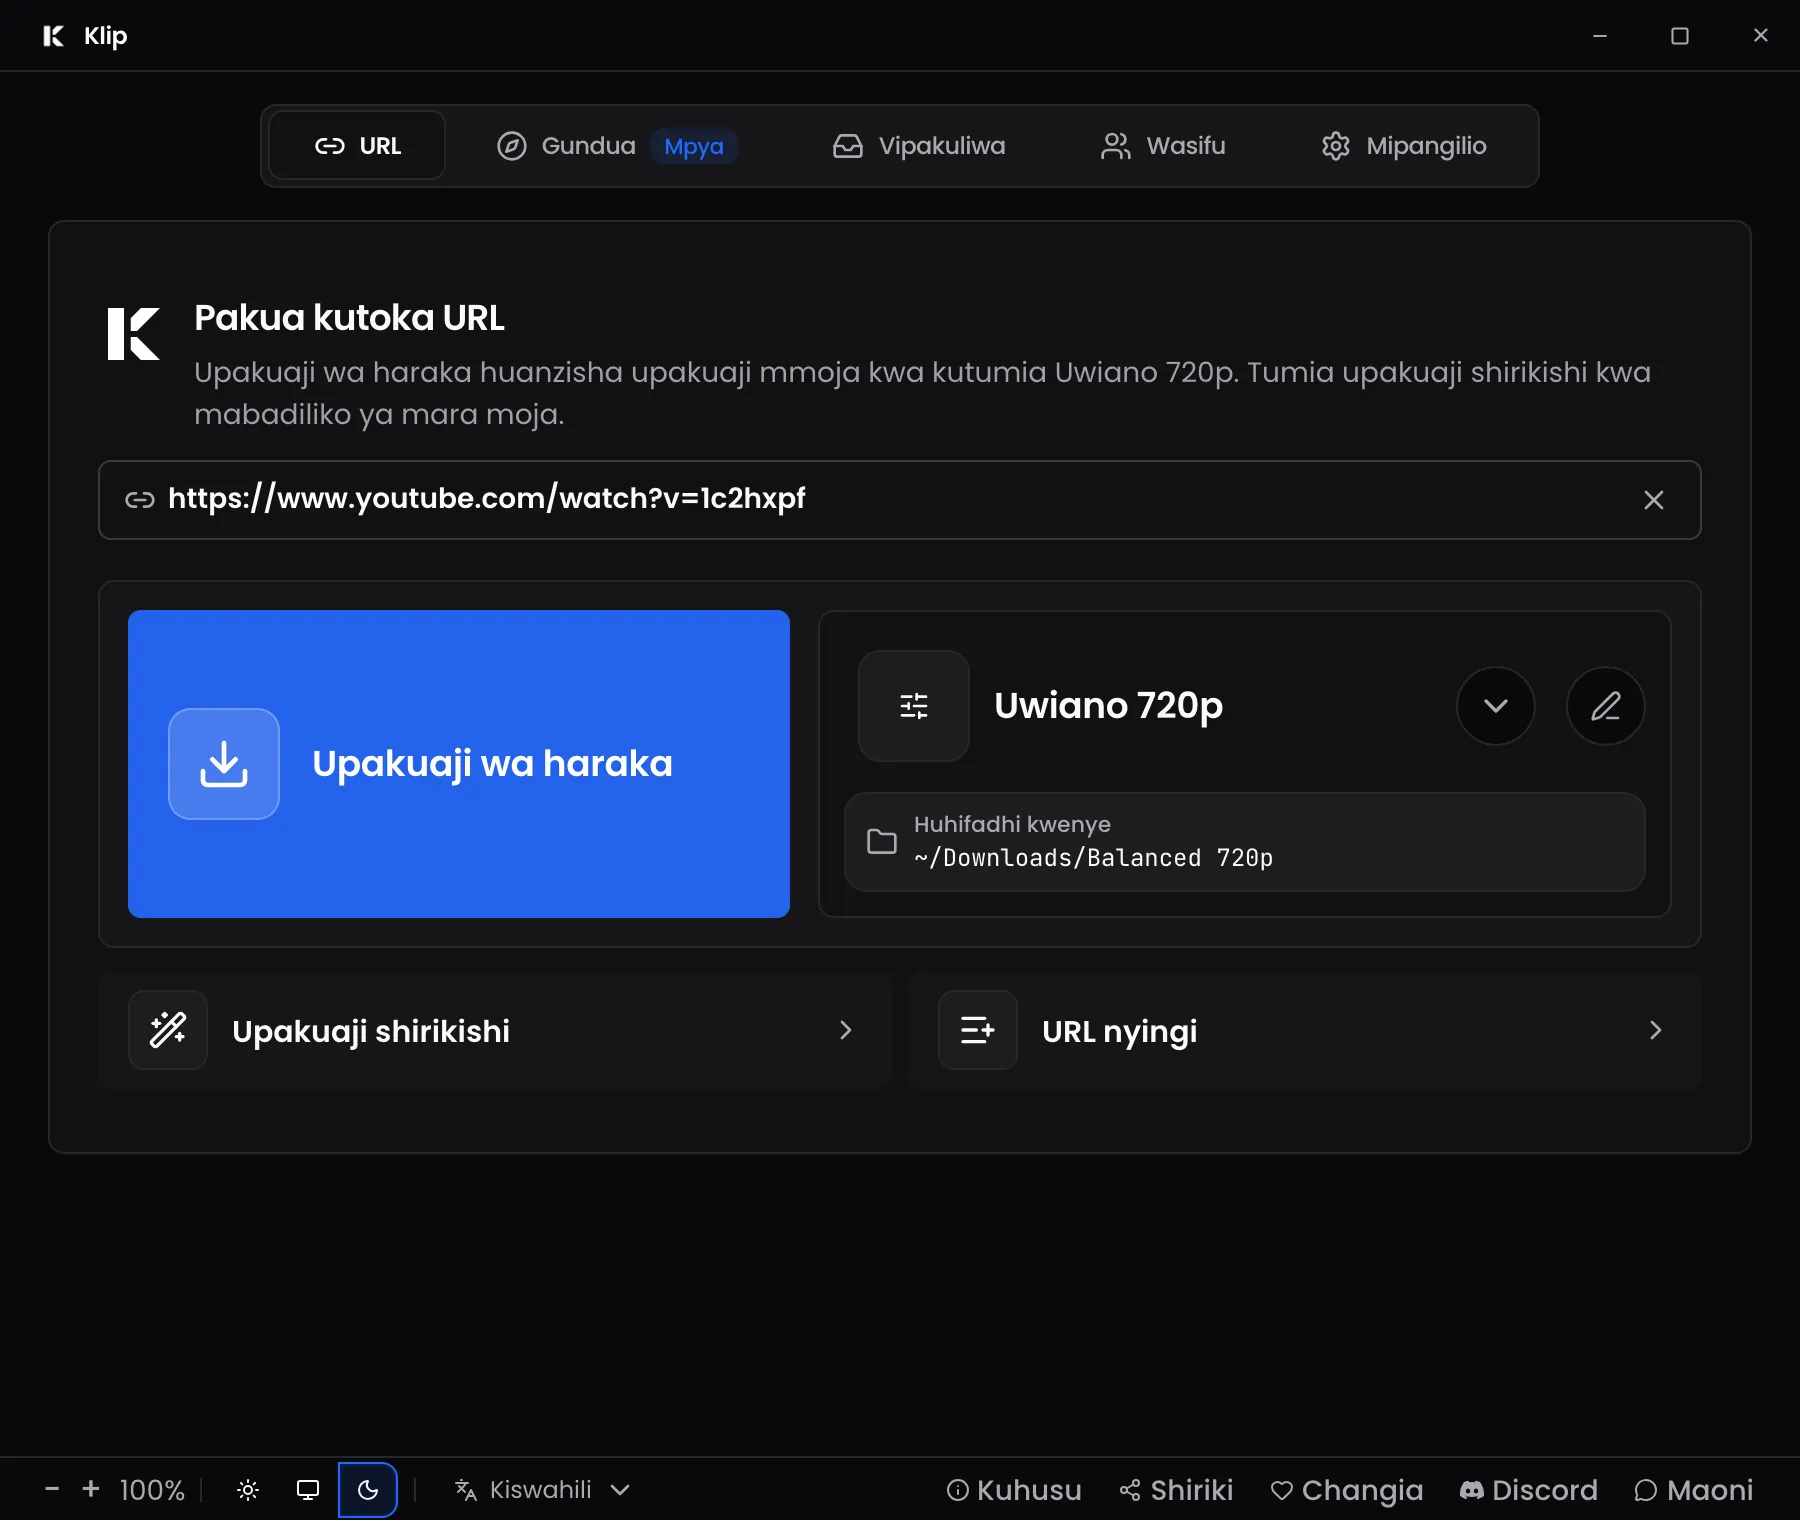 Klip
URL
Gundua
Mpya
Vipakuliwa
Wasifu
Mipangilio
Pakua kutoka URL
Upakuaji wa haraka huanzisha upakuaji mmoja kwa kutumia Uwiano 720p. Tumia upakuaji shirikishi kwa
mabadiliko ya mara moja.
https://www.youtube.com/watch?v=1c2hxpf
Upakuaji wa haraka
Uwiano 720p
Huhifadhi kwenye
~/Downloads/Balanced 720p
Upakuaji shirikishi
URL nyingi
100%
Kiswahili
Kuhusu
Shiriki
Changia
Discord
Maoni